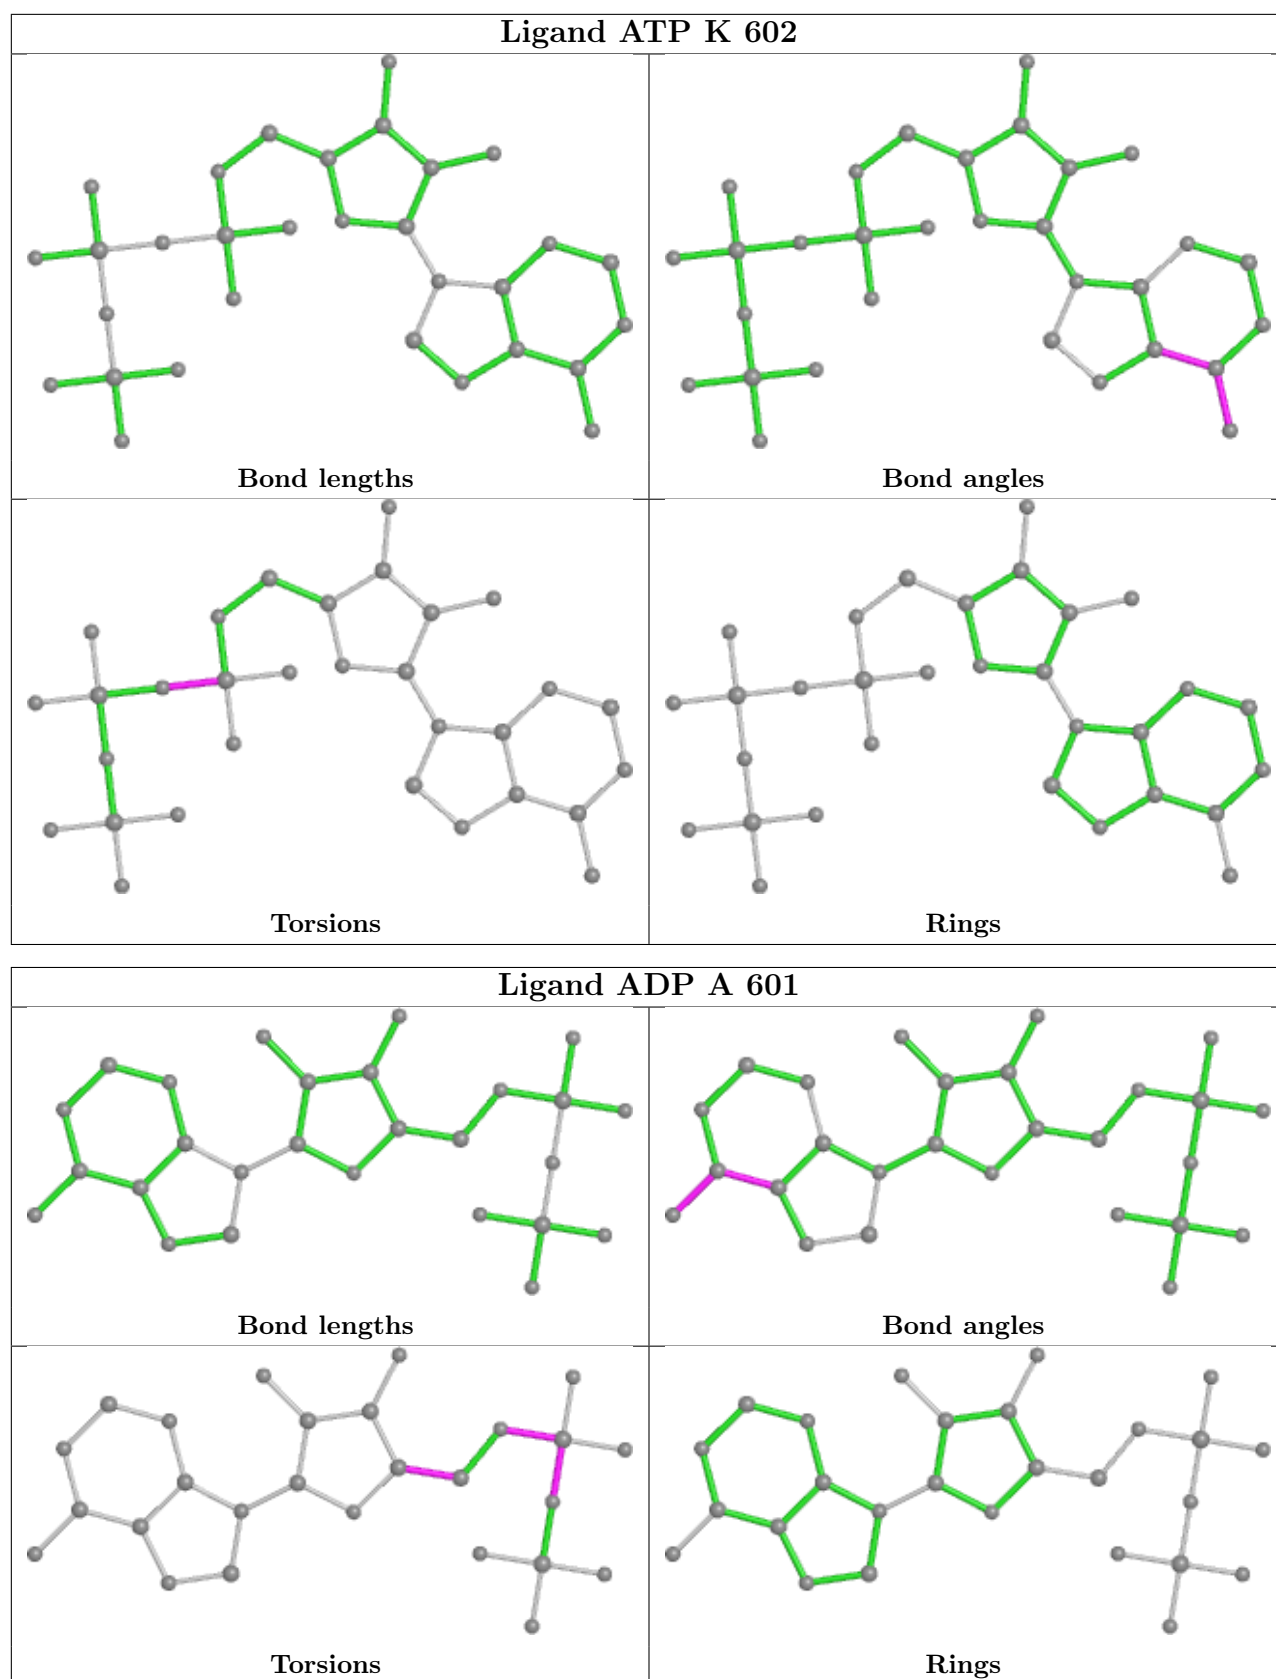 Ligand ATP K 602
Bond lengths
Bond angles
Torsions
Rings
Ligand ADP A 601
Bond lengths
Bond angles
Torsions
Rings